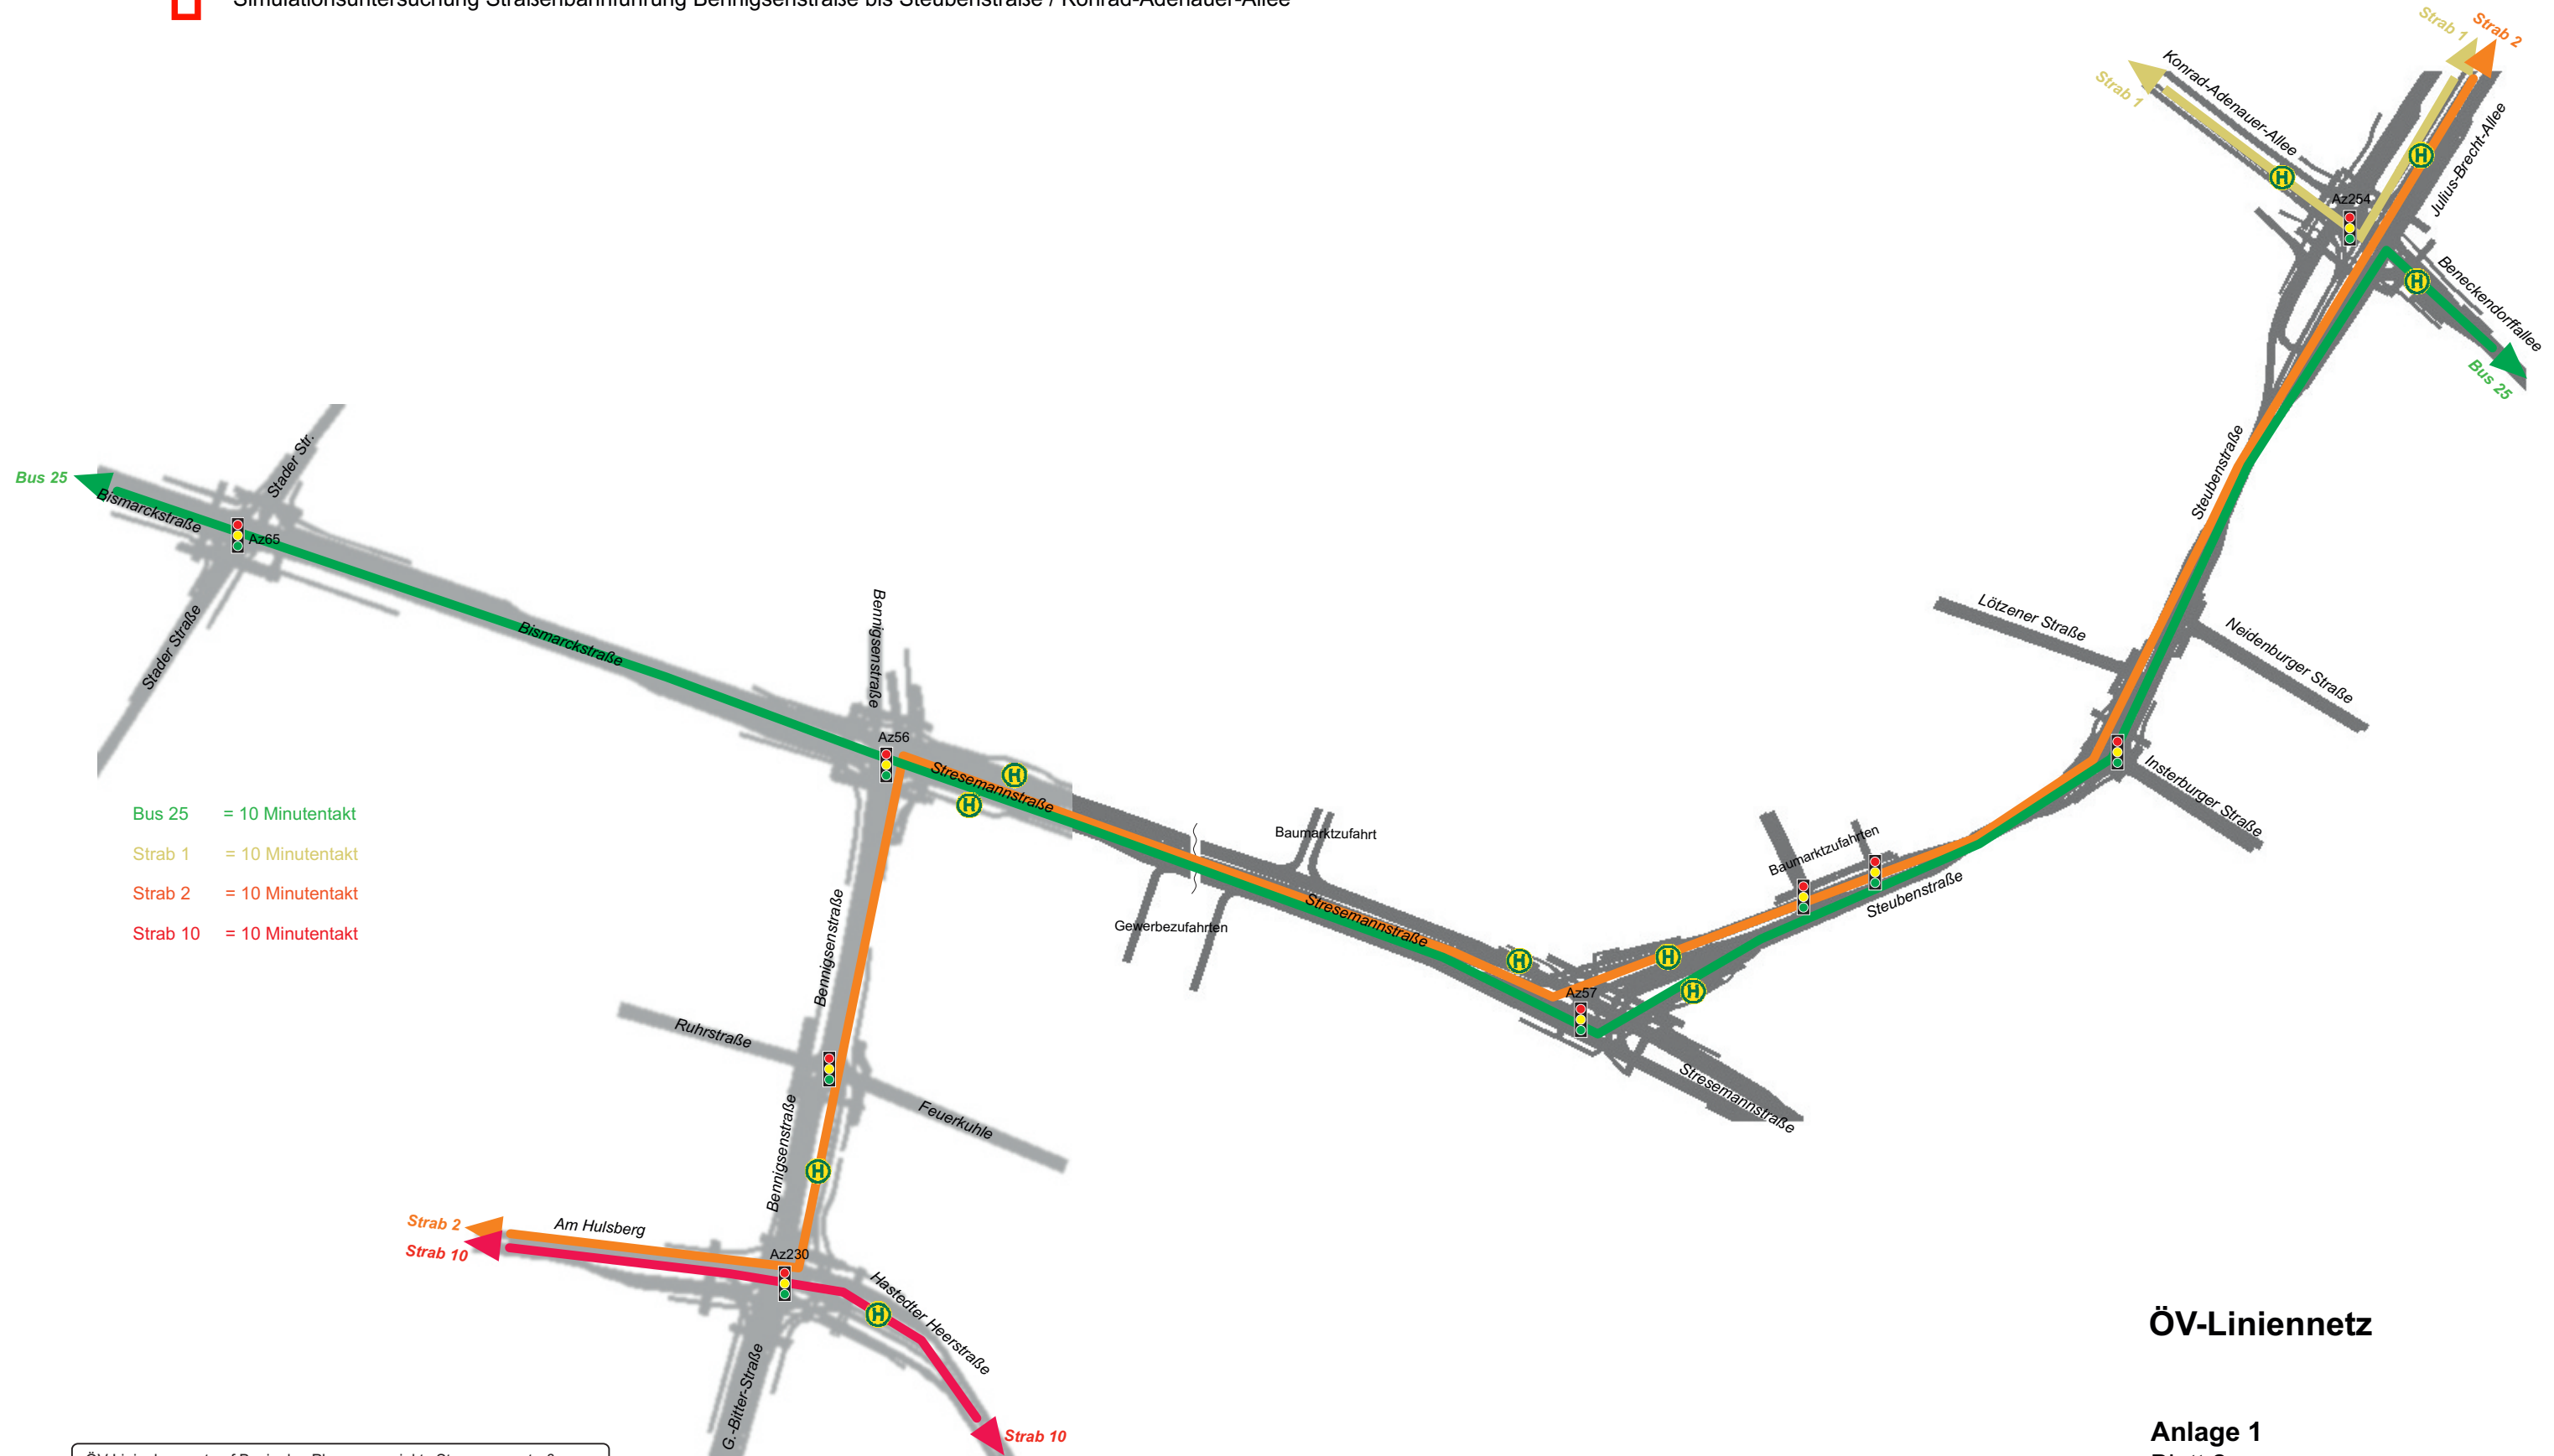 Simulationsuntersuchung Straßenbahnführung Bennigsenstraße bis Steubenstraße / Konrad-Adenauer-Allee
Strab 1
Strab 2
Strab 1
Konrad-Adenauer-Allee
Julius-Brecht-Allee
H
H
Az254
Beneckendorffallee
H
Bus 25
Stader Str.
Bus 25
Bismarckstraße
Az65
Steubenstraße
Stader Straße
Bismarckstraße
Bennigsenstraße
Lötzener Straße
Neidenburger Straße
Az56
Stresemannstraße
H
H
Insterburger Straße
Bus 25 = 10 Minutentakt
Strab 1 = 10 Minutentakt
Strab 2 = 10 Minutentakt
Strab 10 = 10 Minutentakt
Baumarktzufahrt
Baumarktzufahrten
Steubenstraße
Bennigsenstraße
Gewerbezufahrten
Stresemannstraße
H
H
H
Az57
Ruhrstraße
Stresemannstraße
Feuerkuhle
Bennigsenstraße
H
Strab 2
Am Hulsberg
Strab 10
Az230
Hastedter Heerstraße
H
G.-Bitter-Straße
Strab 10
ÖV-Liniennetz
Anlage 1